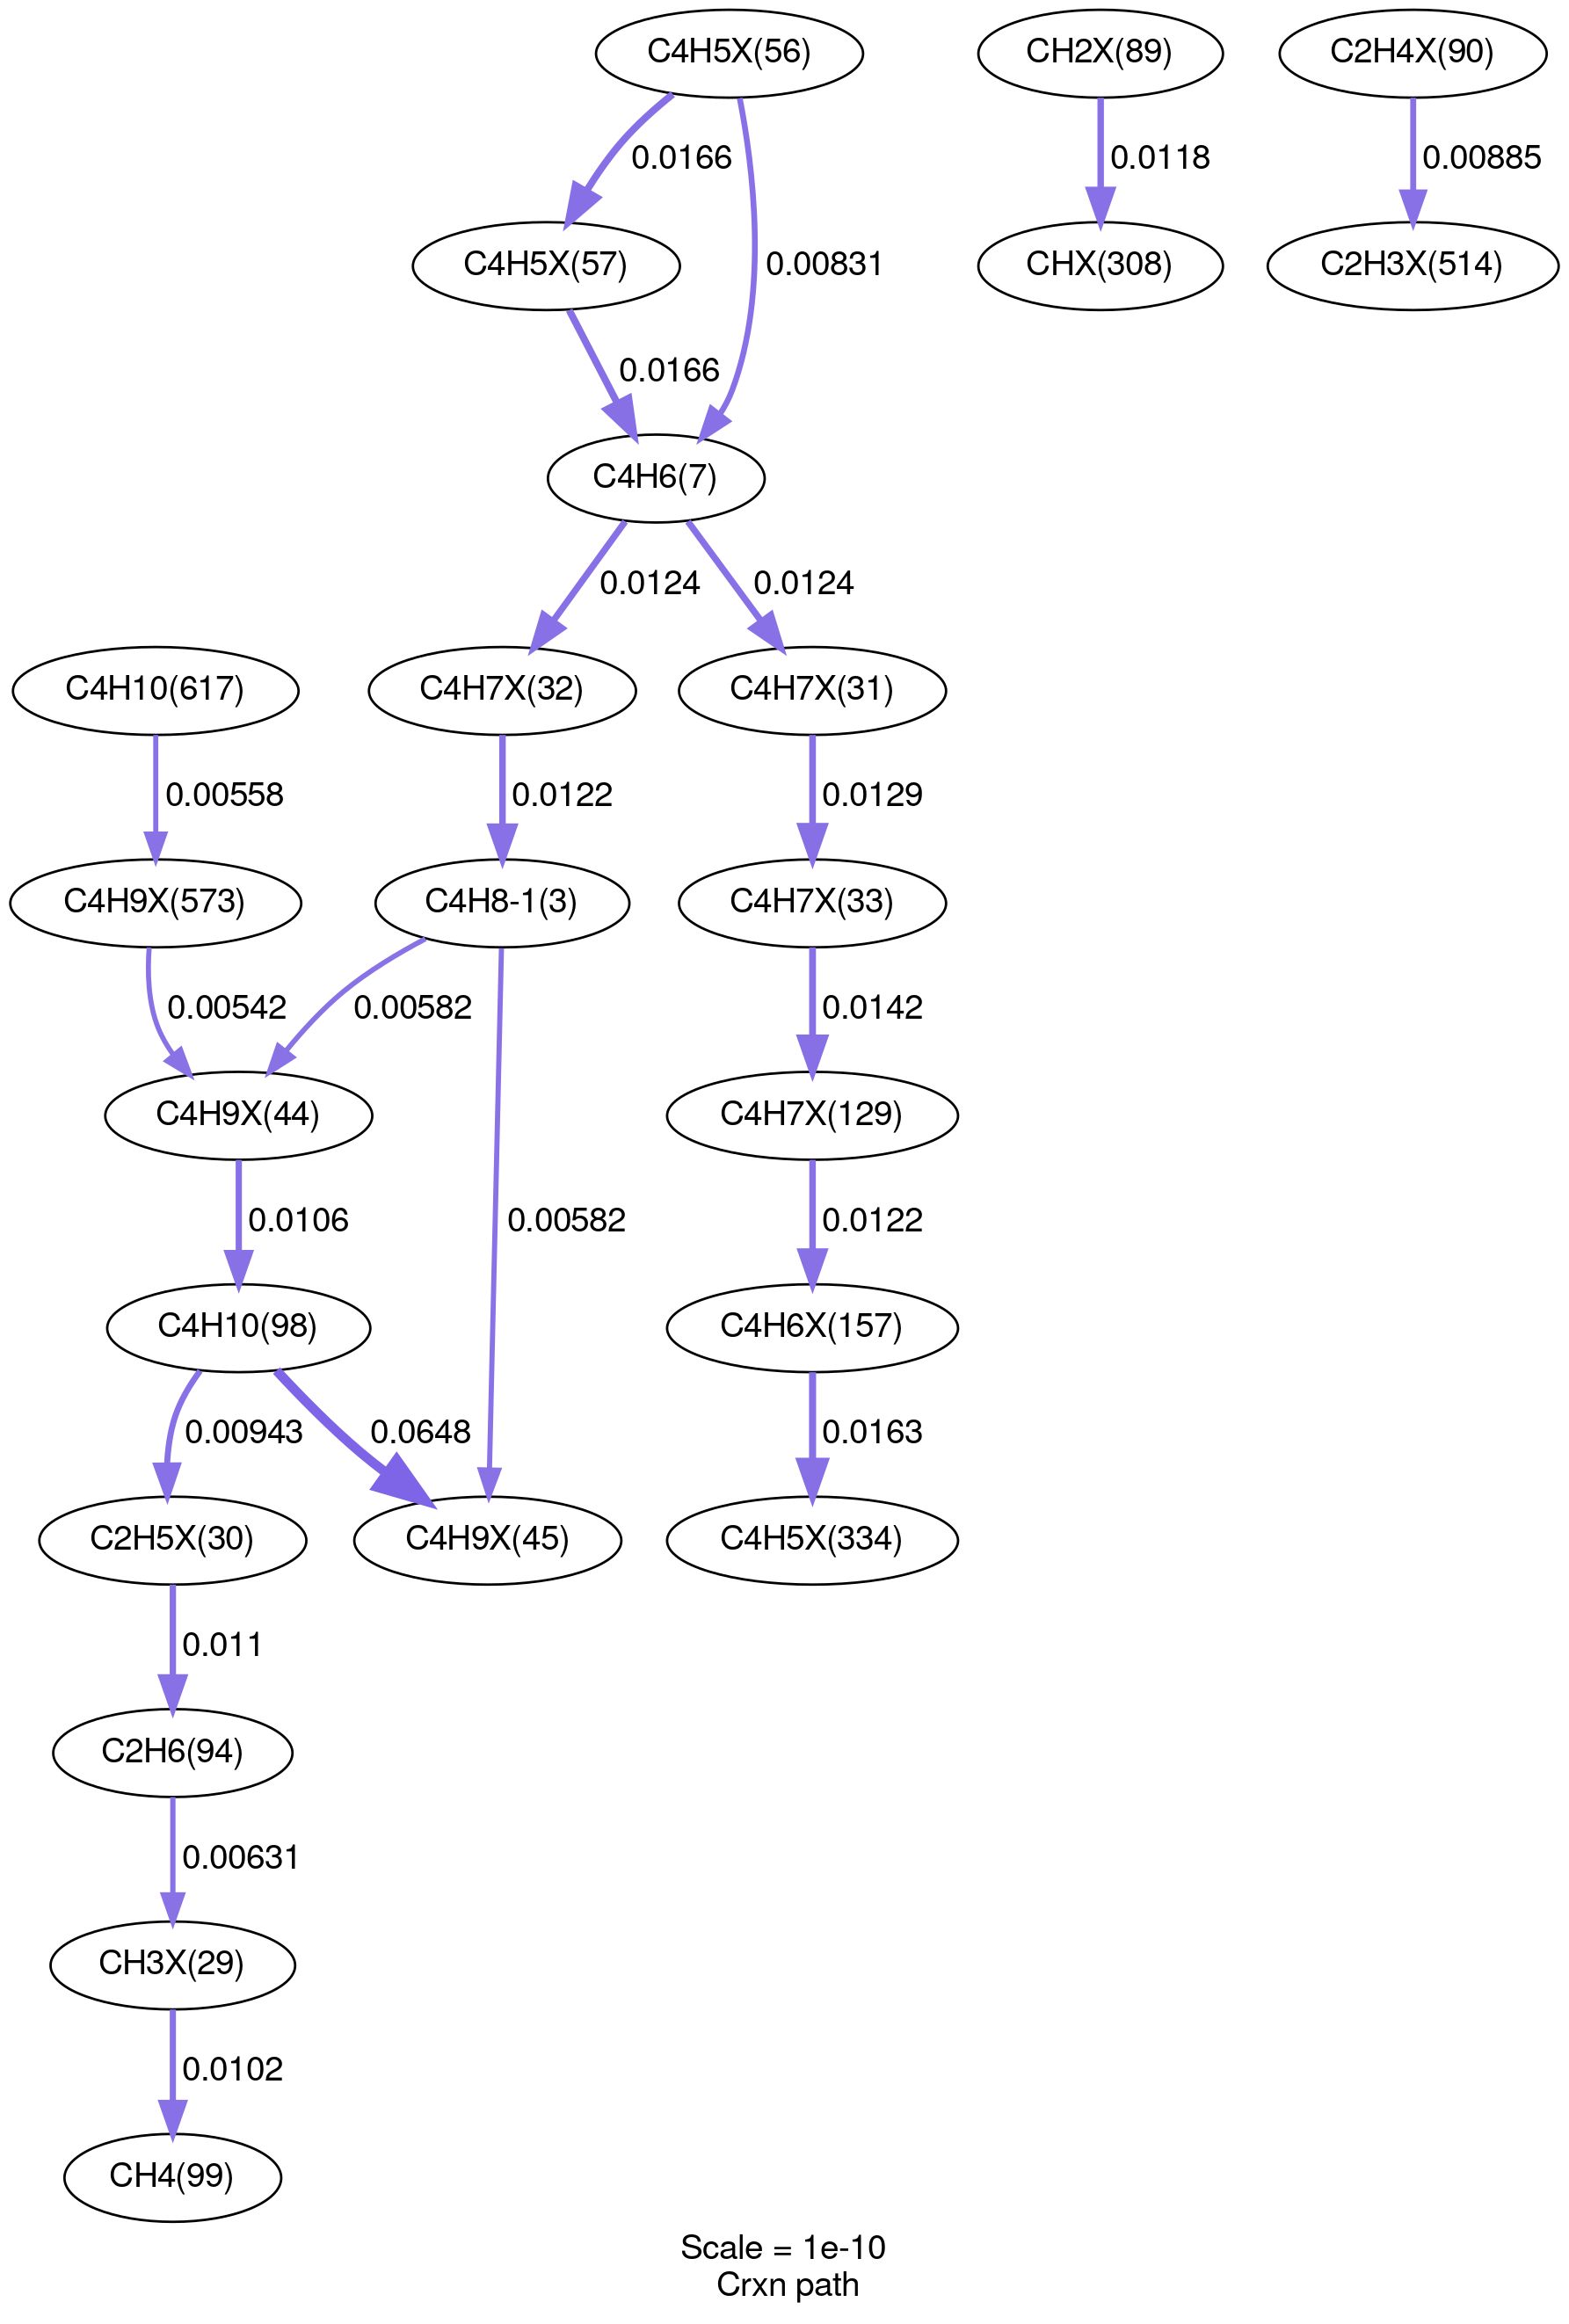 C4H5X(56)
CH2X(89)
C2H4X(90)
0.0166
0.0118
0.00885
C4H5X(57)
0.00831
CHX(308)
C2H3X(514)
0.0166
C4H6(7)
0.0124
0.0124
C4H10(617)
C4H7X(32)
C4H7X(31)
0.00558
0.0122
0.0129
C4H9X(573)
C4H8-1(3)
C4H7X(33)
0.00542
0.00582
0.0142
C4H9X(44)
C4H7X(129)
0.0106
0.00582
0.0122
C4H10(98)
C4H6X(157)
0.00943
0.0648
0.0163
C2H5X(30)
C4H9X(45)
C4H5X(334)
0.011
C2H6(94)
0.00631
CH3X(29)
0.0102
CH4(99)
Scale = 1e-10
Crxn path